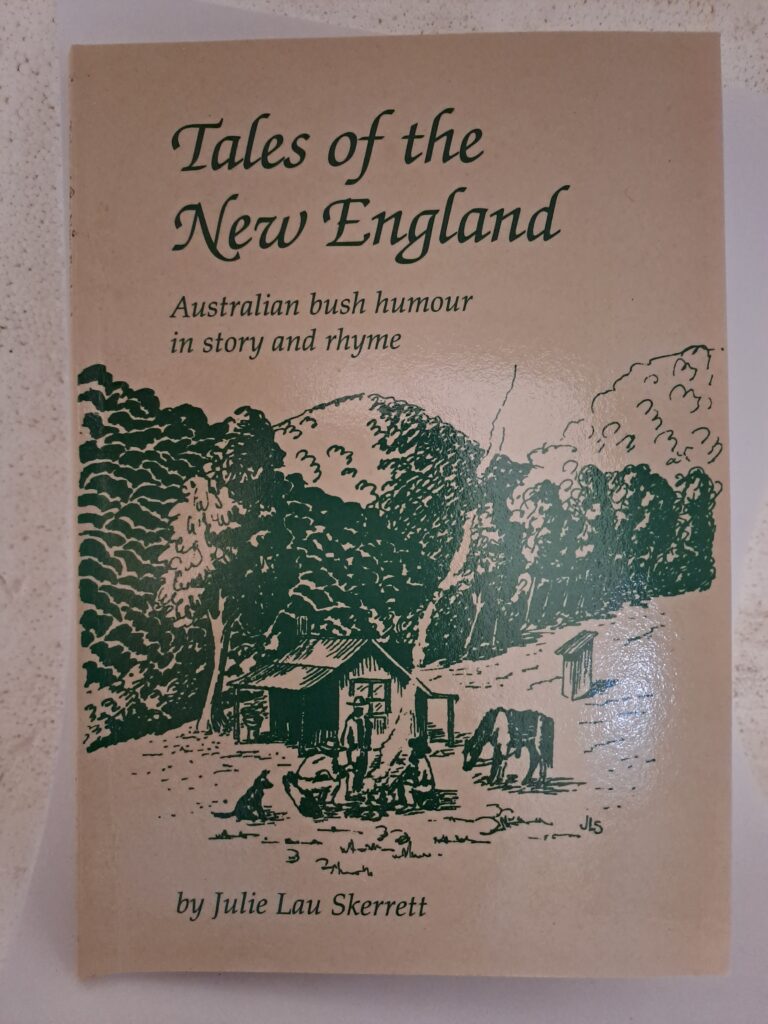 Tales of the
New England
Australian bush humour
in story and rhyme
JLS
by Julie Lau Skerrett